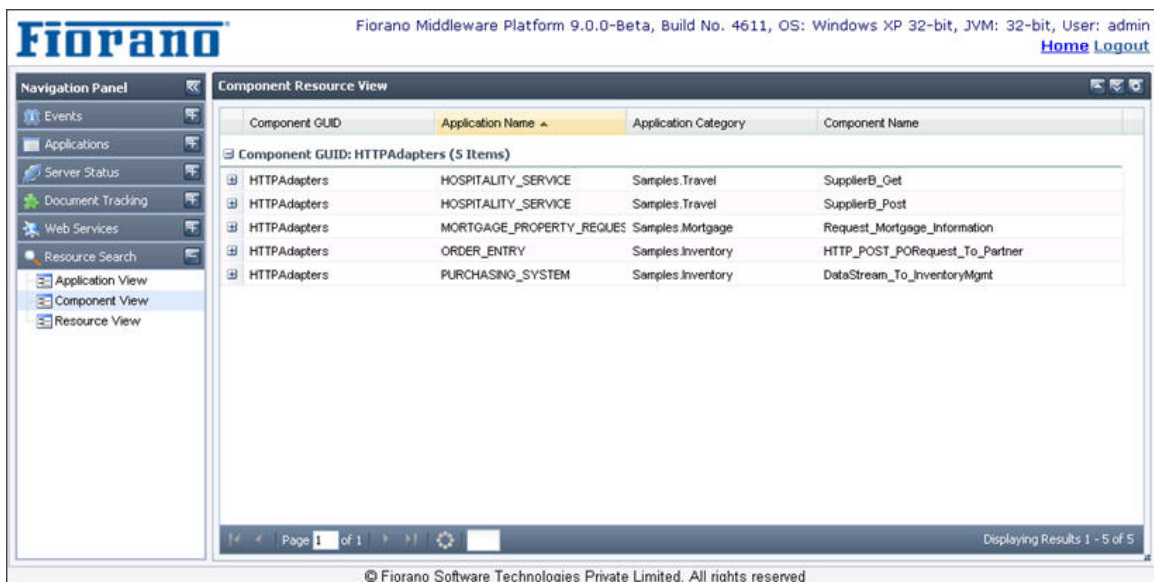 Fiorano
Fiorano Middleware Platform 9.0.0-Beta, Build No. 4611, OS: Windows XP 32-bit, JVM: 32-bit, User: admin
Home Logout
Navigation Panel
Events
Applications
Server Status
Document Tracking
Web Services
Resource Search
Application View
Component View
Resource View
Component Resource View
Component GUID Application Name Application Category Component Name
Component GUID: HTTPAdapters (5 Items)
HTTPAdapters HOSPITALITY_SERVICE Samples.Travel SupplierB_Get
HTTPAdapters HOSPITALITY_SERVICE Samples.Travel SupplierB_Post
HTTPAdapters MORTGAGE_PROPERTY_REQUES Samples.Mortgage Request_Mortgage_Information
HTTPAdapters ORDER_ENTRY Samples.Inventory HTTP_POST_PORequest_To_Partner
HTTPAdapters PURCHASING_SYSTEM Samples.Inventory DataStream_To_InventoryMgmt
Page 1 of 1 Displaying Results 1 - 5 of 5
© Fiorano Software Technologies Private Limited. All rights reserved